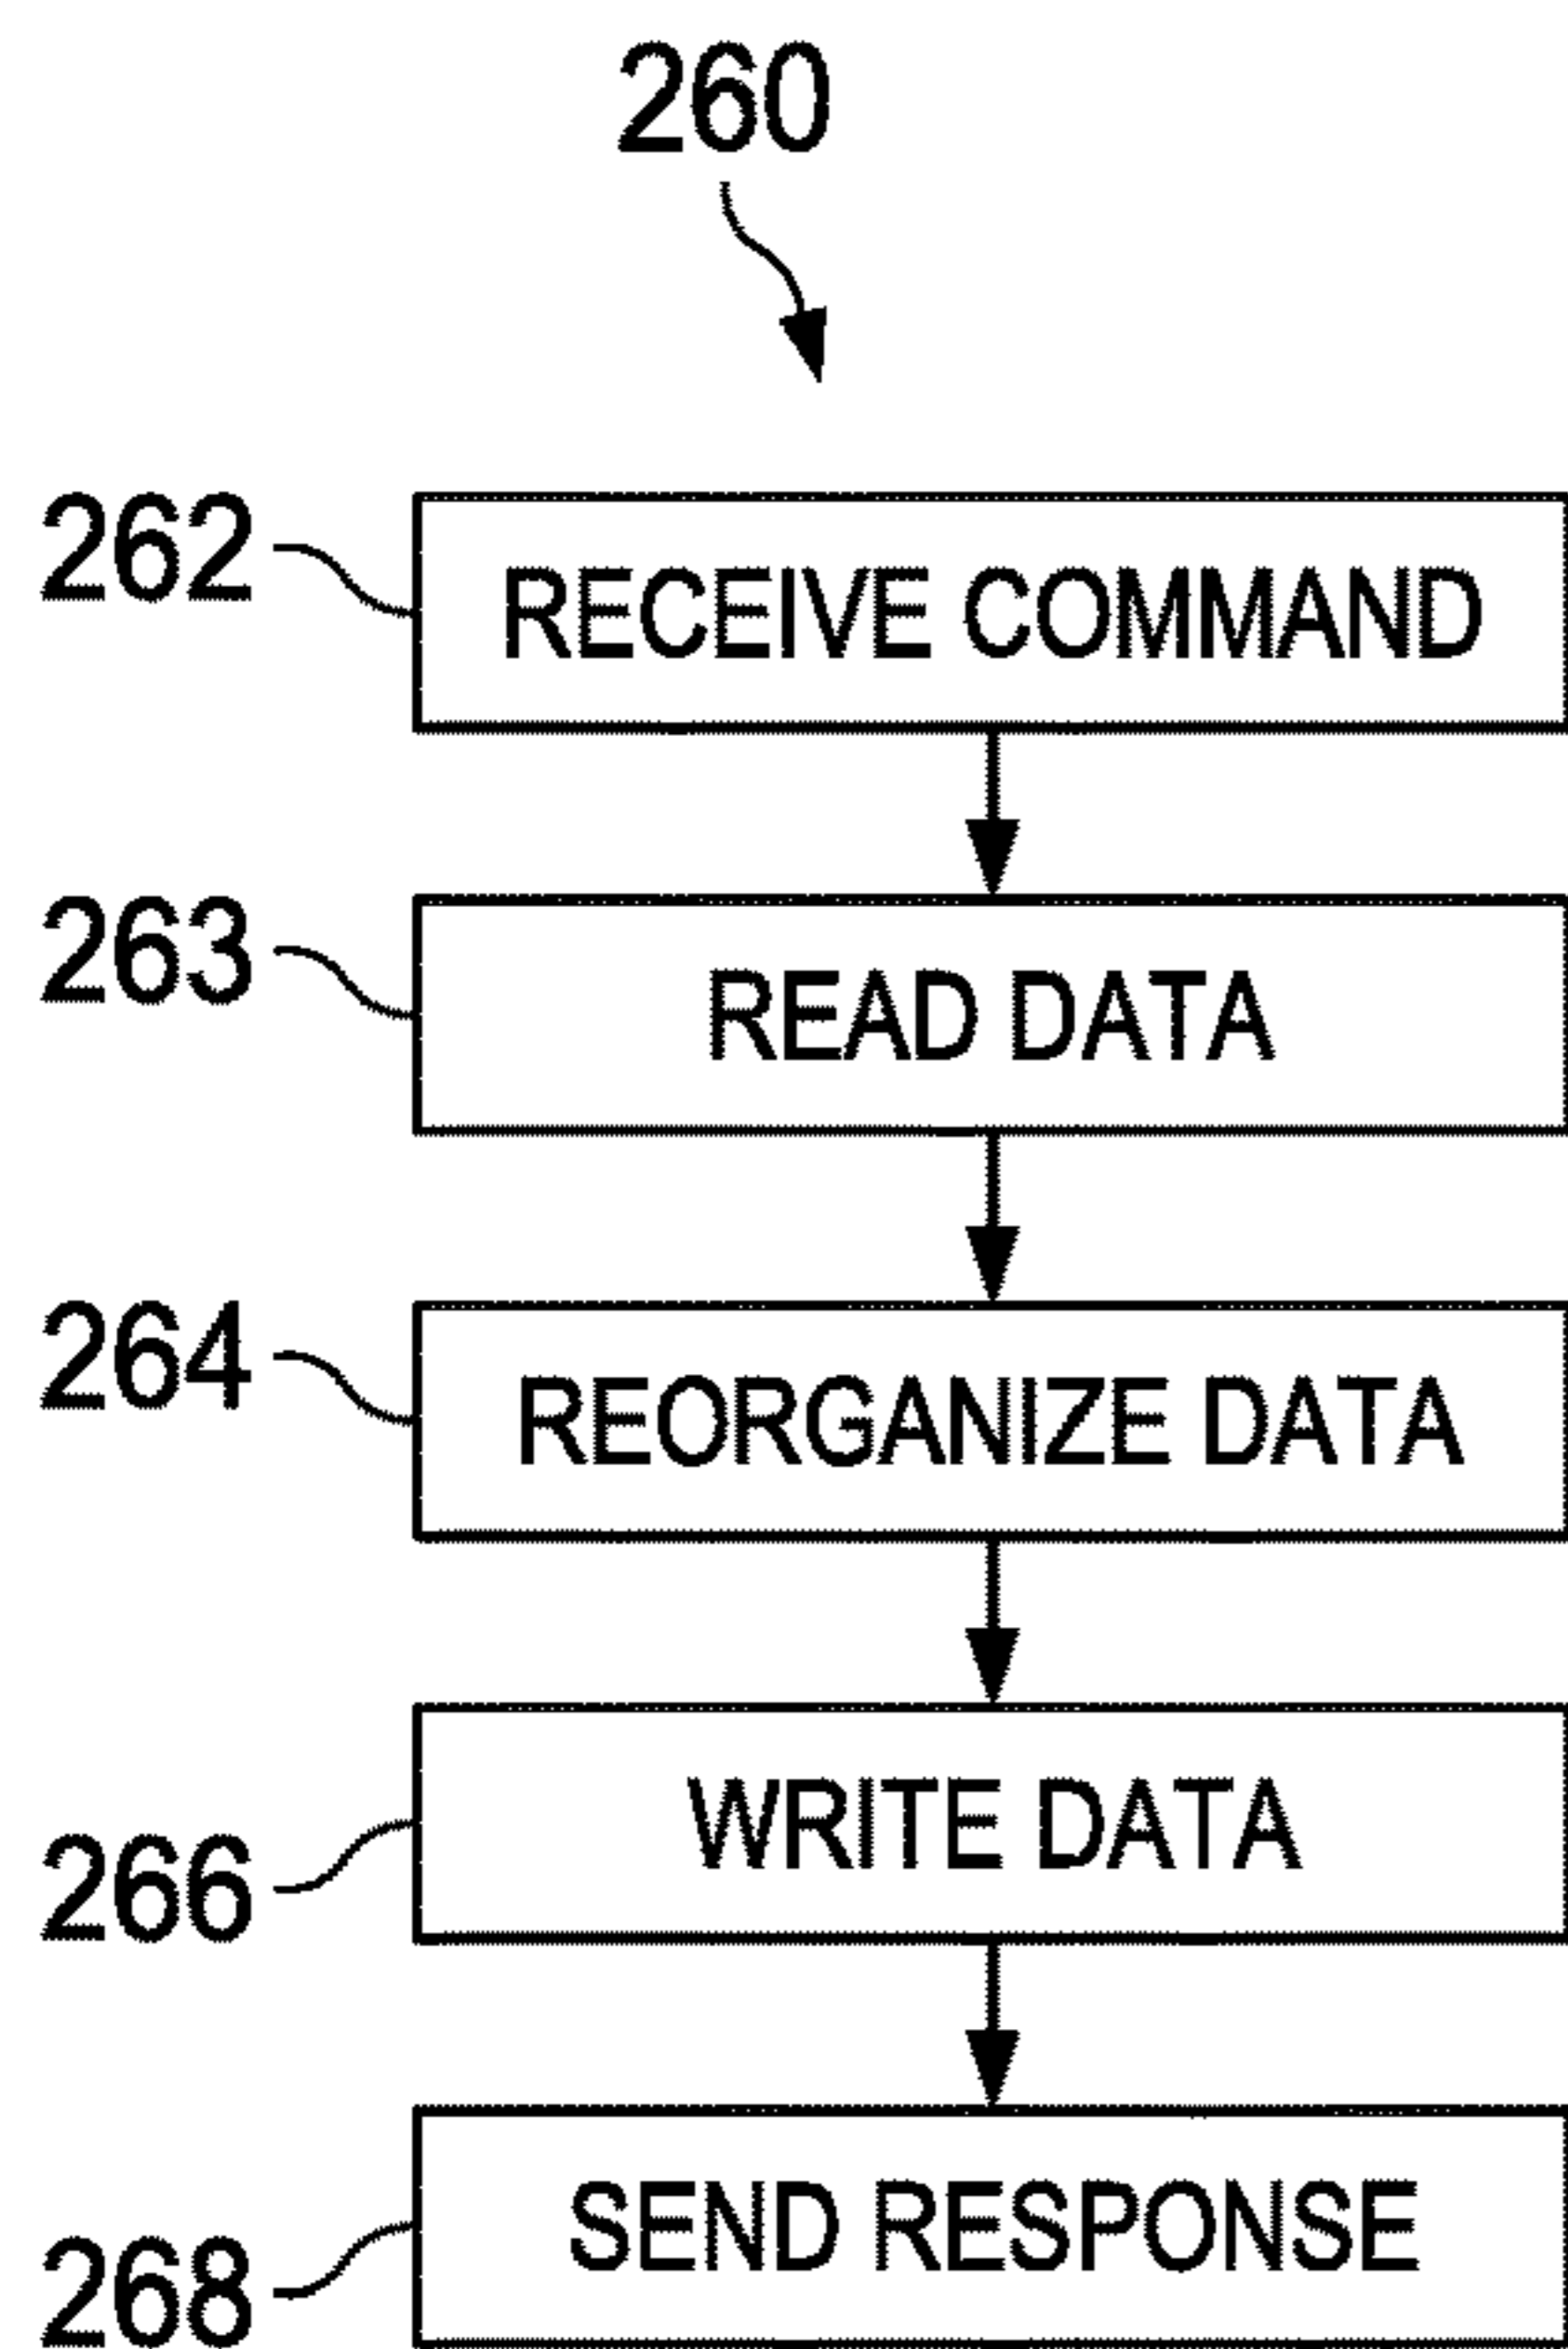 260
262 RECEIVE COMMAND
263 READ DATA
264 REORGANIZE DATA
266 WRITE DATA
268 SEND RESPONSE